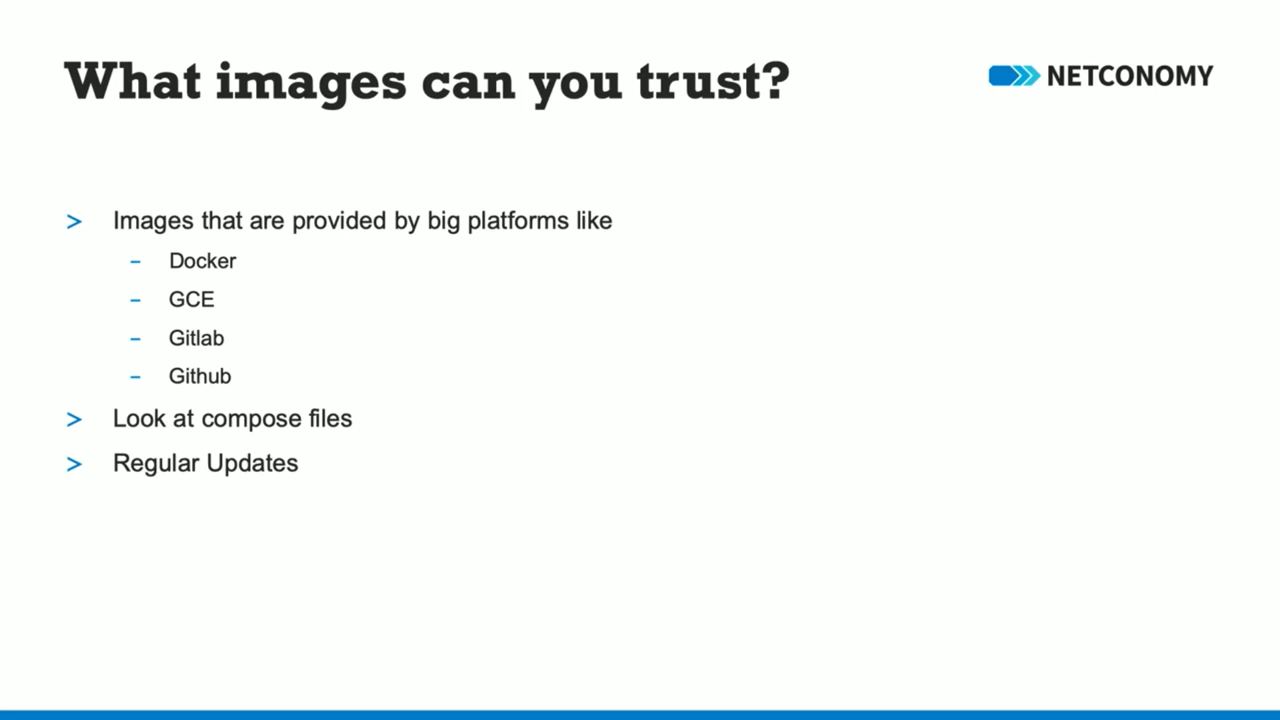 What images can you trust?
NETCONOMY
> Images that are provided by big platforms like
– Docker
– GCE
– Gitlab
– Github
> Look at compose files
> Regular Updates